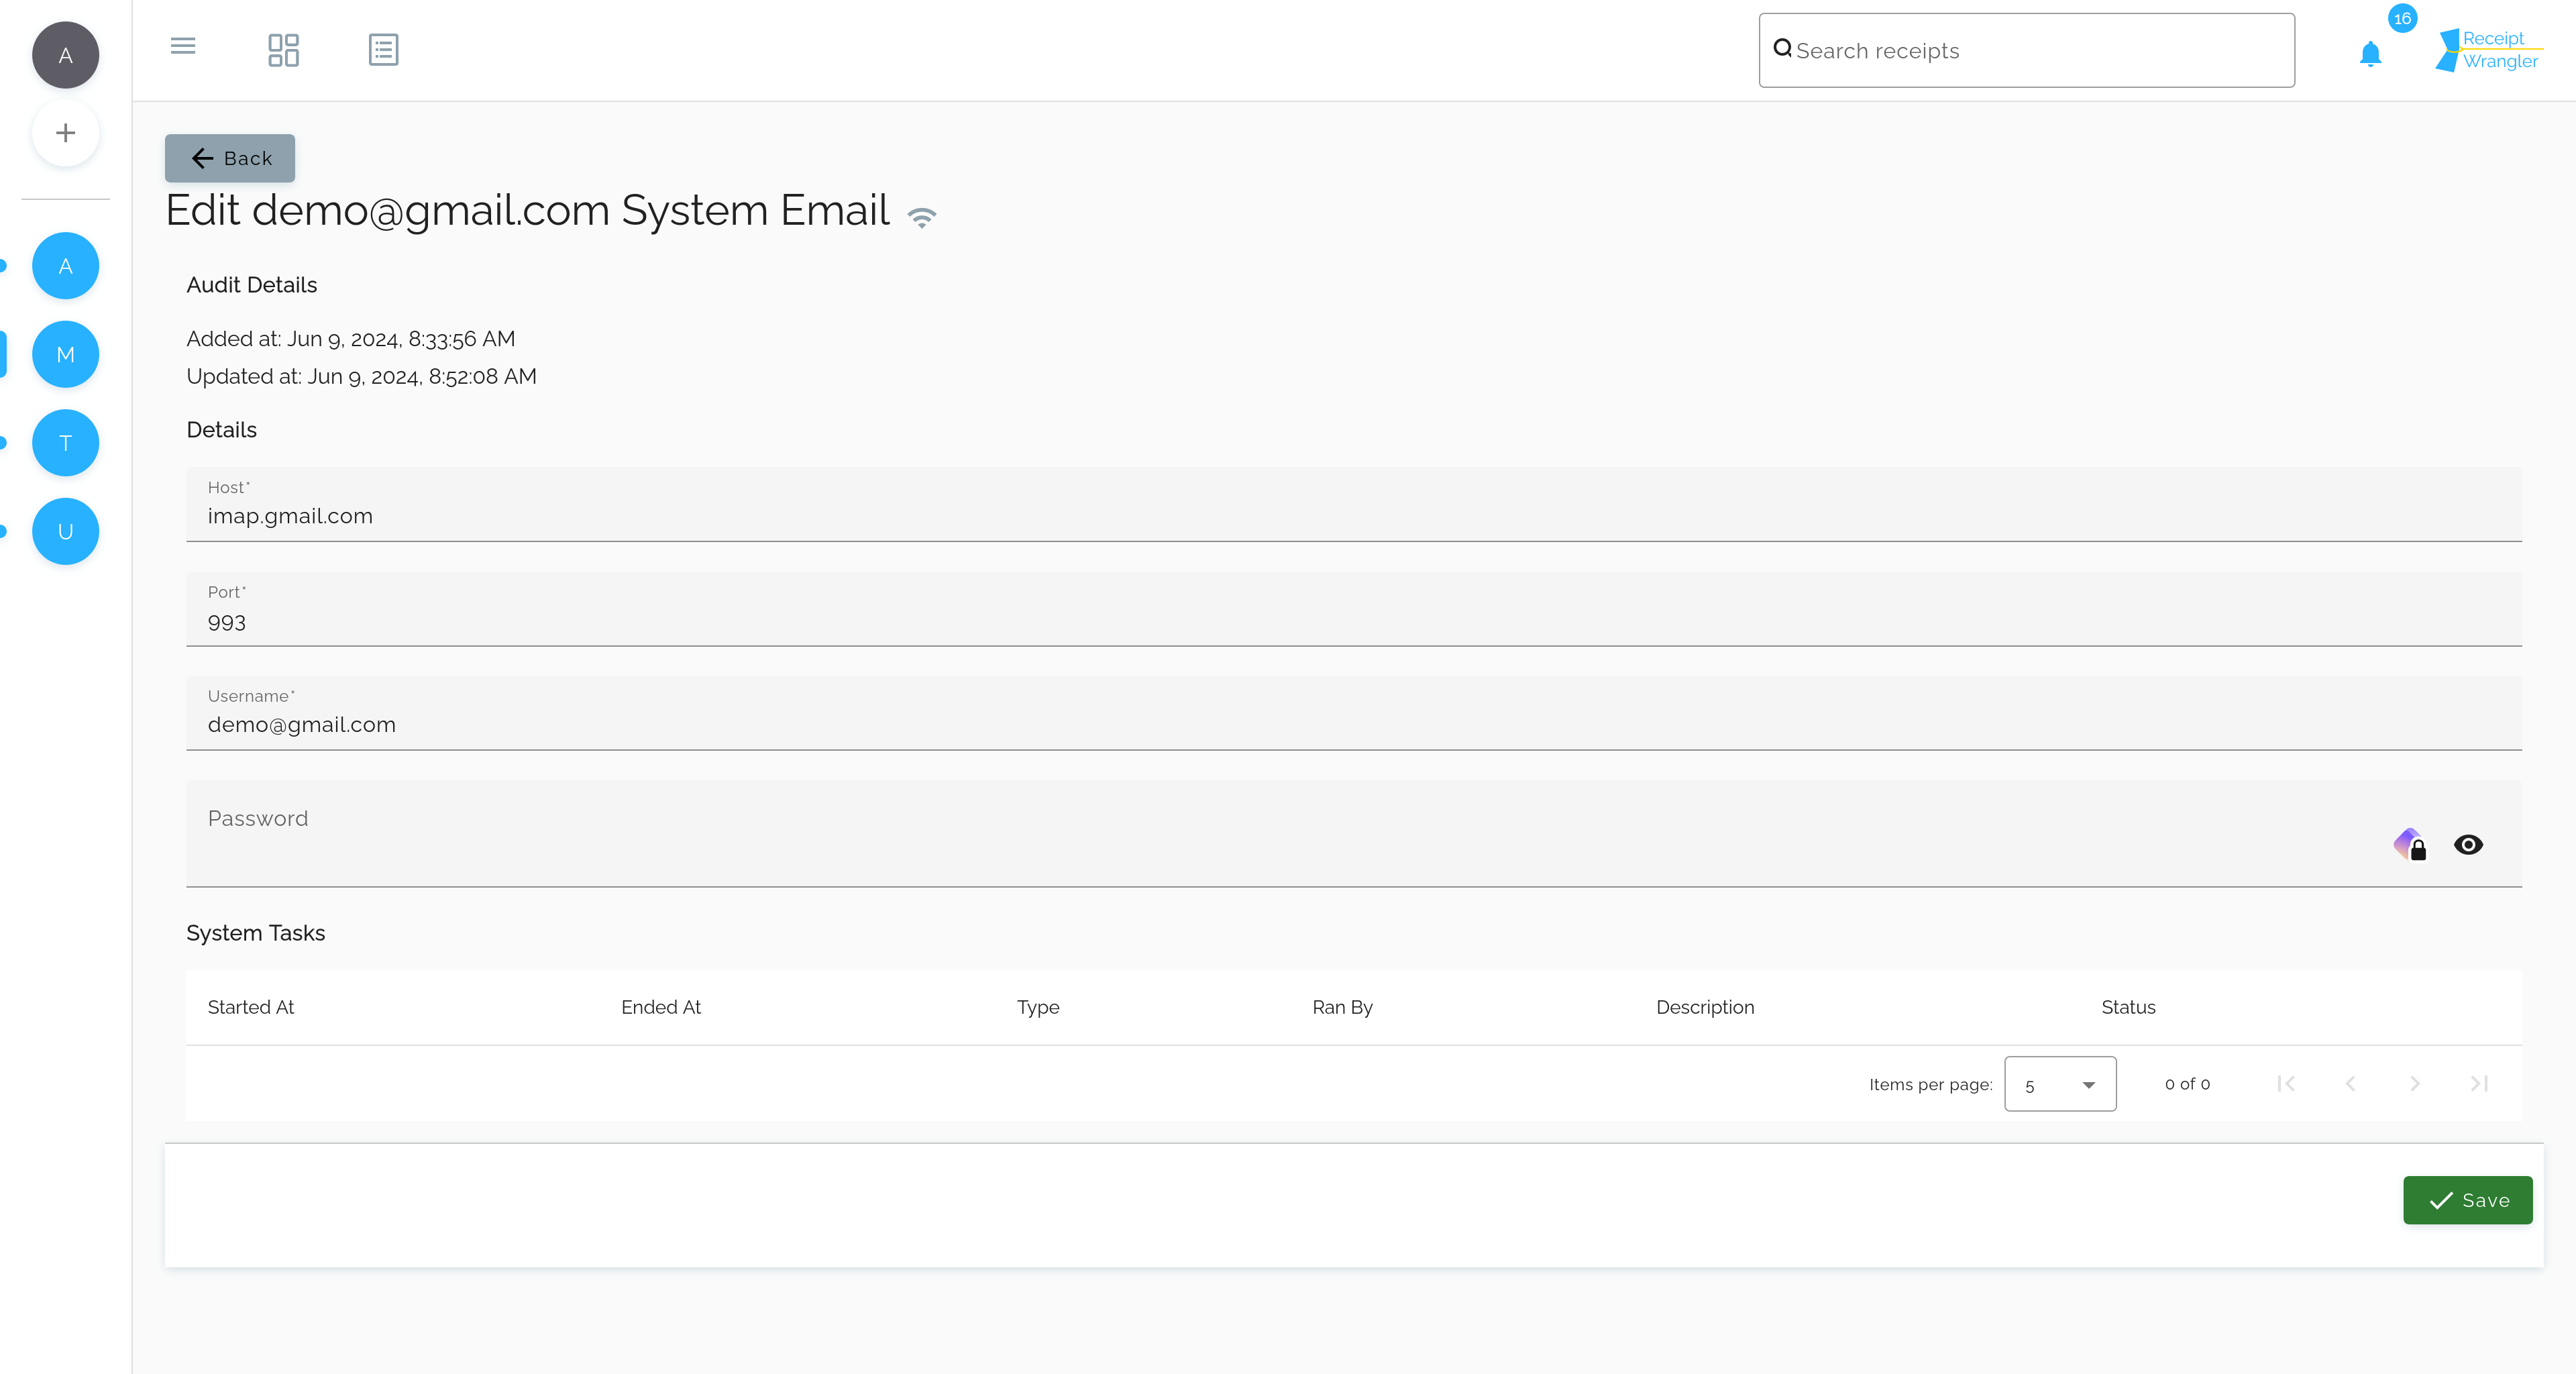 A
Search receipts
16
Receipt
Wrangler
Back
Edit demo@gmail.com System Email
A
M
T
U
Audit Details
Added at: Jun 9, 2024, 8:33:56 AM
Updated at: Jun 9, 2024, 8:52:08 AM
Details
Host*
imap.gmail.com
Port*
993
Username*
demo@gmail.com
Password
System Tasks
Started At Ended At Type Ran By Description Status
Items per page: 5 0 of 0
Save